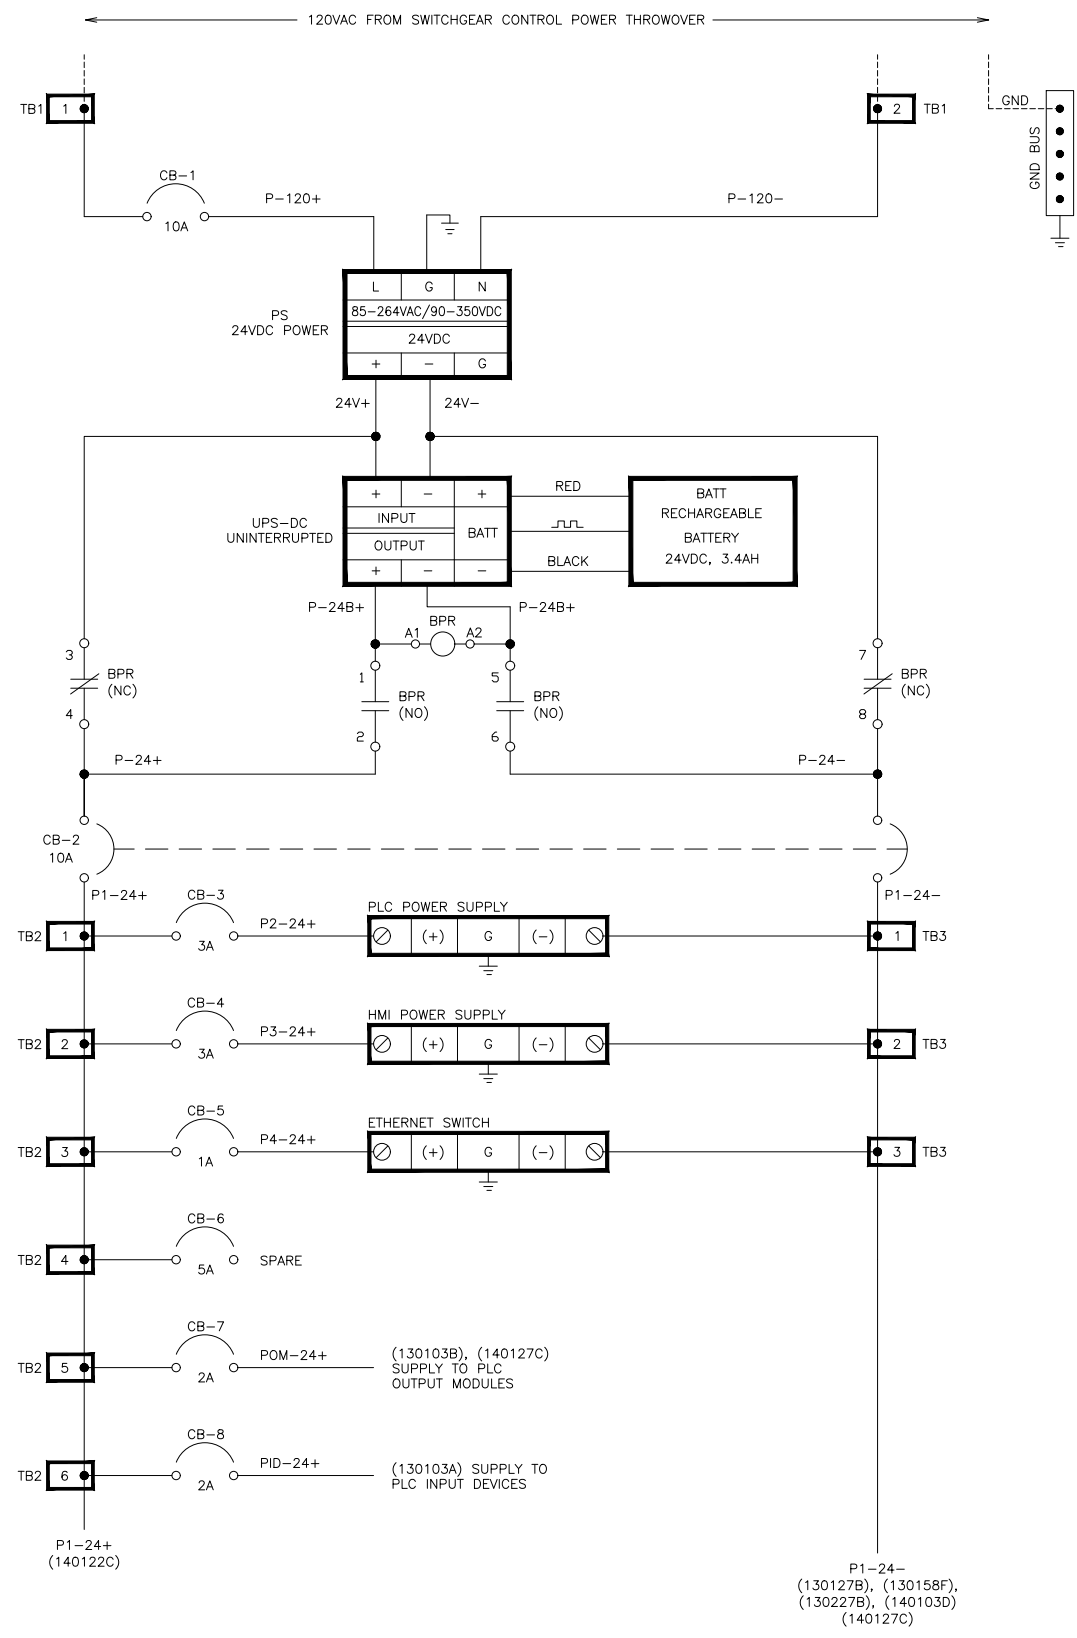 120VAC FROM SWITCHGEAR CONTROL POWER THROWOVER
TB1 1
2 TB1
GND
GND BUS
CB-1
10A
P-120+
P-120-
L G N
85-264VAC/90-350VDC
24VDC
+ - G
PS
24VDC POWER
24V+
24V-
+ - +
INPUT
BATT
OUTPUT
+ - -
UPS-DC
UNINTERRUPTED
RED
BLACK
BATT
RECHARGEABLE
BATTERY
24VDC, 3.4AH
P-24B+
P-24B+
A1
BPR
A2
3
BPR
(NC)
4
1
BPR
(NO)
2
5
BPR
(NO)
6
7
BPR
(NC)
8
P-24+
P-24-
CB-2
10A
P1-24+
P1-24-
TB2 1
CB-3
3A
P2-24+
PLC POWER SUPPLY
(+) G (-)
1 TB3
TB2 2
CB-4
3A
P3-24+
HMI POWER SUPPLY
(+) G (-)
2 TB3
TB2 3
CB-5
1A
P4-24+
ETHERNET SWITCH
(+) G (-)
3 TB3
TB2 4
CB-6
5A
SPARE
TB2 5
CB-7
2A
POM-24+
(130103B), (140127C)
SUPPLY TO PLC
OUTPUT MODULES
TB2 6
CB-8
2A
PID-24+
(130103A) SUPPLY TO
PLC INPUT DEVICES
P1-24+
(140122C)
P1-24-
(130127B), (130158F),
(130227B), (140103D)
(140127C)